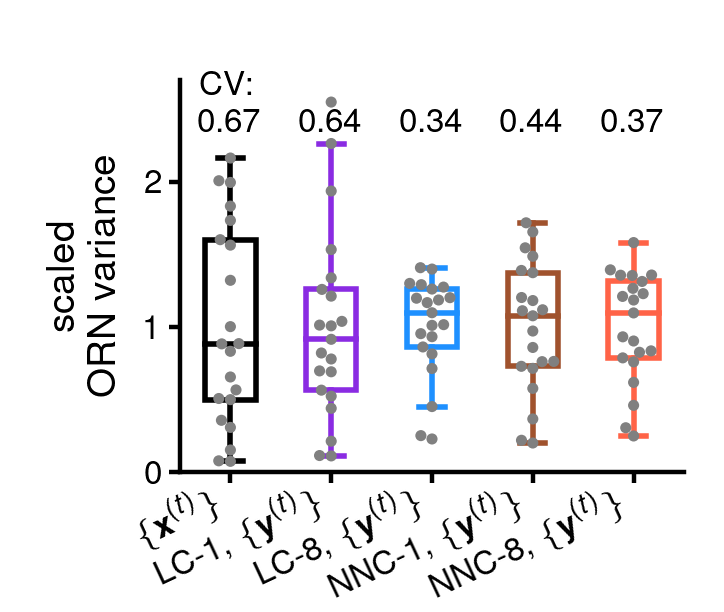 CV:
0.67 0.64 0.34 0.44 0.37
scaled
ORN variance
2
1
0
{x^(t)}
LC-1, {y^(t)}
LC-8, {y^(t)}
NNC-1, {y^(t)}
NNC-8, {y^(t)}